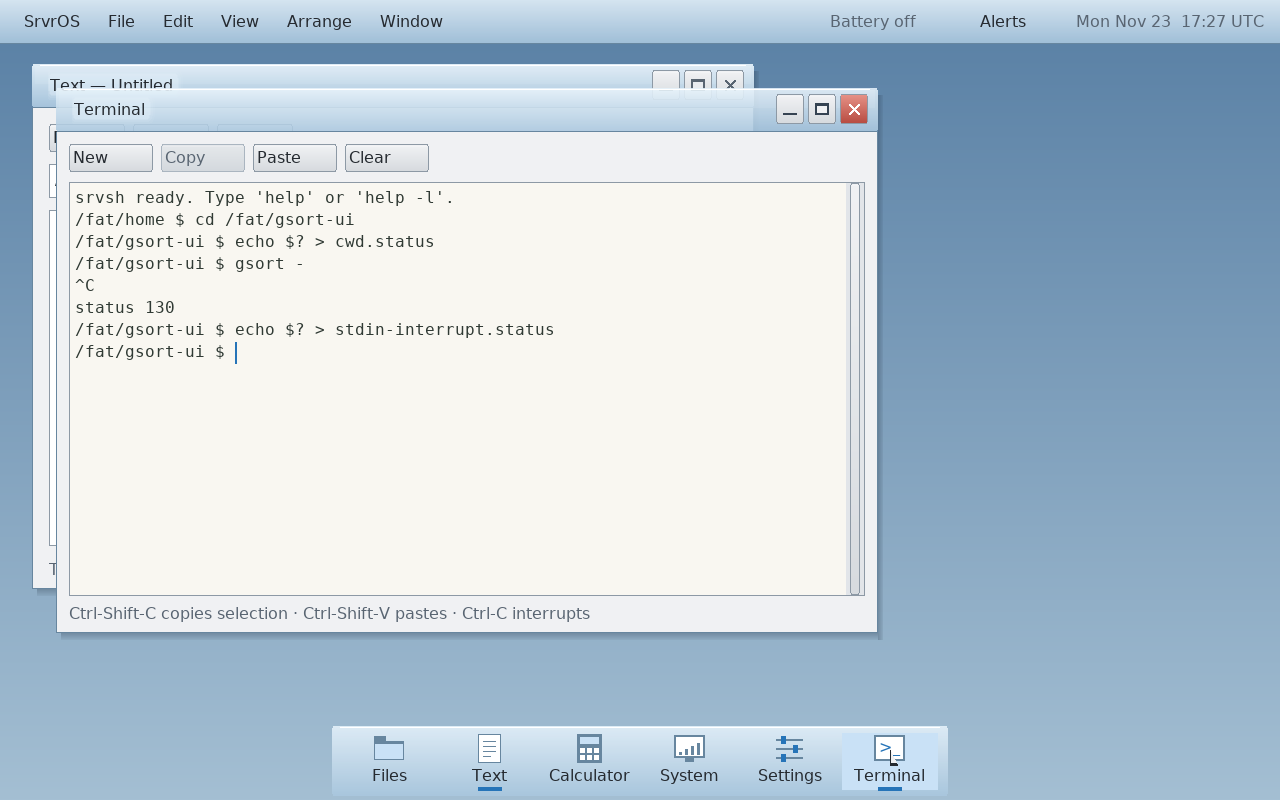 SrvrOS File Edit View Arrange Window Battery off Alerts Mon Nov 23 17:27 UTC
Text — Untitled
Terminal
New Copy Paste Clear
srvsh ready. Type 'help' or 'help -l'.
/fat/home $ cd /fat/gsort-ui
/fat/gsort-ui $ echo $? > cwd.status
/fat/gsort-ui $ gsort -
^C
status 130
/fat/gsort-ui $ echo $? > stdin-interrupt.status
/fat/gsort-ui $
Ctrl-Shift-C copies selection · Ctrl-Shift-V pastes · Ctrl-C interrupts
Files Text Calculator System Settings Terminal